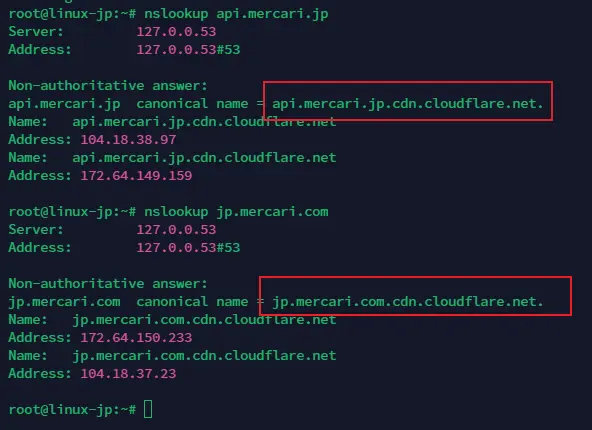 root@linux-jp:~# nslookup api.mercari.jp
Server: 127.0.0.53
Address: 127.0.0.53#53
Non-authoritative answer:
api.mercari.jp canonical name = api.mercari.jp.cdn.cloudflare.net.
Name: api.mercari.jp.cdn.cloudflare.net
Address: 104.18.38.97
Name: api.mercari.jp.cdn.cloudflare.net
Address: 172.64.149.159
root@linux-jp:~# nslookup jp.mercari.com
Server: 127.0.0.53
Address: 127.0.0.53#53
Non-authoritative answer:
jp.mercari.com canonical name = jp.mercari.com.cdn.cloudflare.net.
Name: jp.mercari.com.cdn.cloudflare.net
Address: 172.64.150.233
Name: jp.mercari.com.cdn.cloudflare.net
Address: 104.18.37.23
root@linux-jp:~#